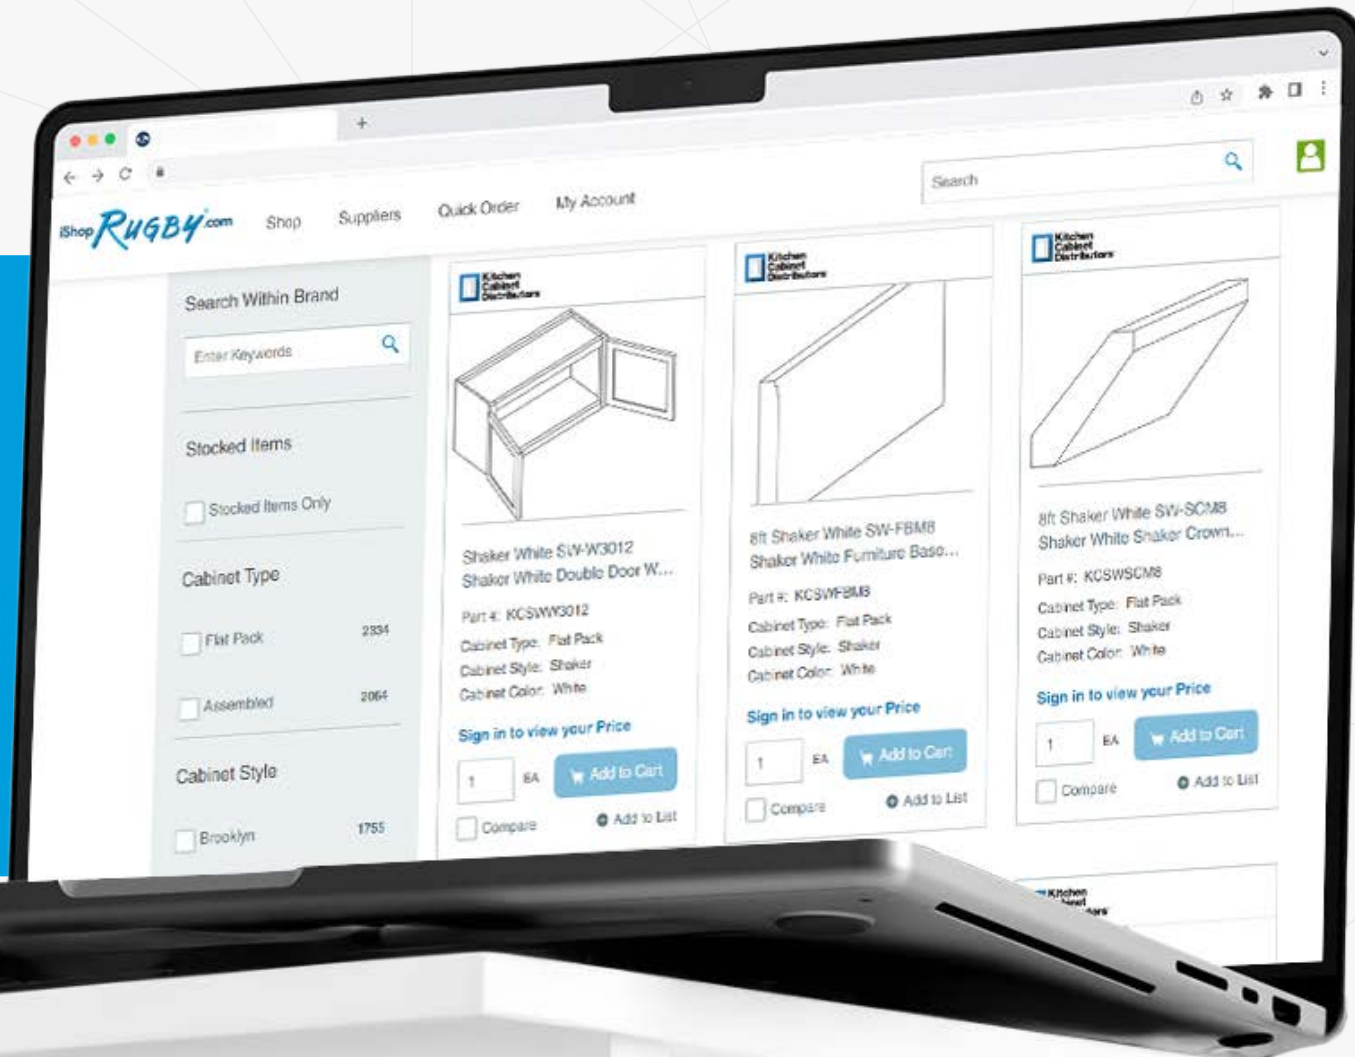 iShop RUGBY.com
Shop
Suppliers
Quick Order
My Account
Search
Search Within Brand
Enter Keywords
Stocked Items
Stocked Items Only
Cabinet Type
Flat Pack 2334
Assembled 2064
Cabinet Style
Brooklyn 1755
Kitchen
Cabinet
Distributors
Shaker White SW-W3012
Shaker White Double Door W...
Part #: KCSWW3012
Cabinet Type: Flat Pack
Cabinet Style: Shaker
Cabinet Color: White
Sign in to view your Price
1 EA Add to Cart
Compare Add to List
Kitchen
Cabinet
Distributors
8ft Shaker White SW-FBM8
Shaker White Furniture Base...
Part #: KCSWFBM8
Cabinet Type: Flat Pack
Cabinet Style: Shaker
Cabinet Color: White
Sign in to view your Price
1 EA Add to Cart
Compare Add to List
Kitchen
Cabinet
Distributors
8ft Shaker White SW-SCM8
Shaker White Shaker Crown...
Part #: KCSWSCM8
Cabinet Type: Flat Pack
Cabinet Style: Shaker
Cabinet Color: White
Sign in to view your Price
1 EA Add to Cart
Compare Add to List
Kitchen